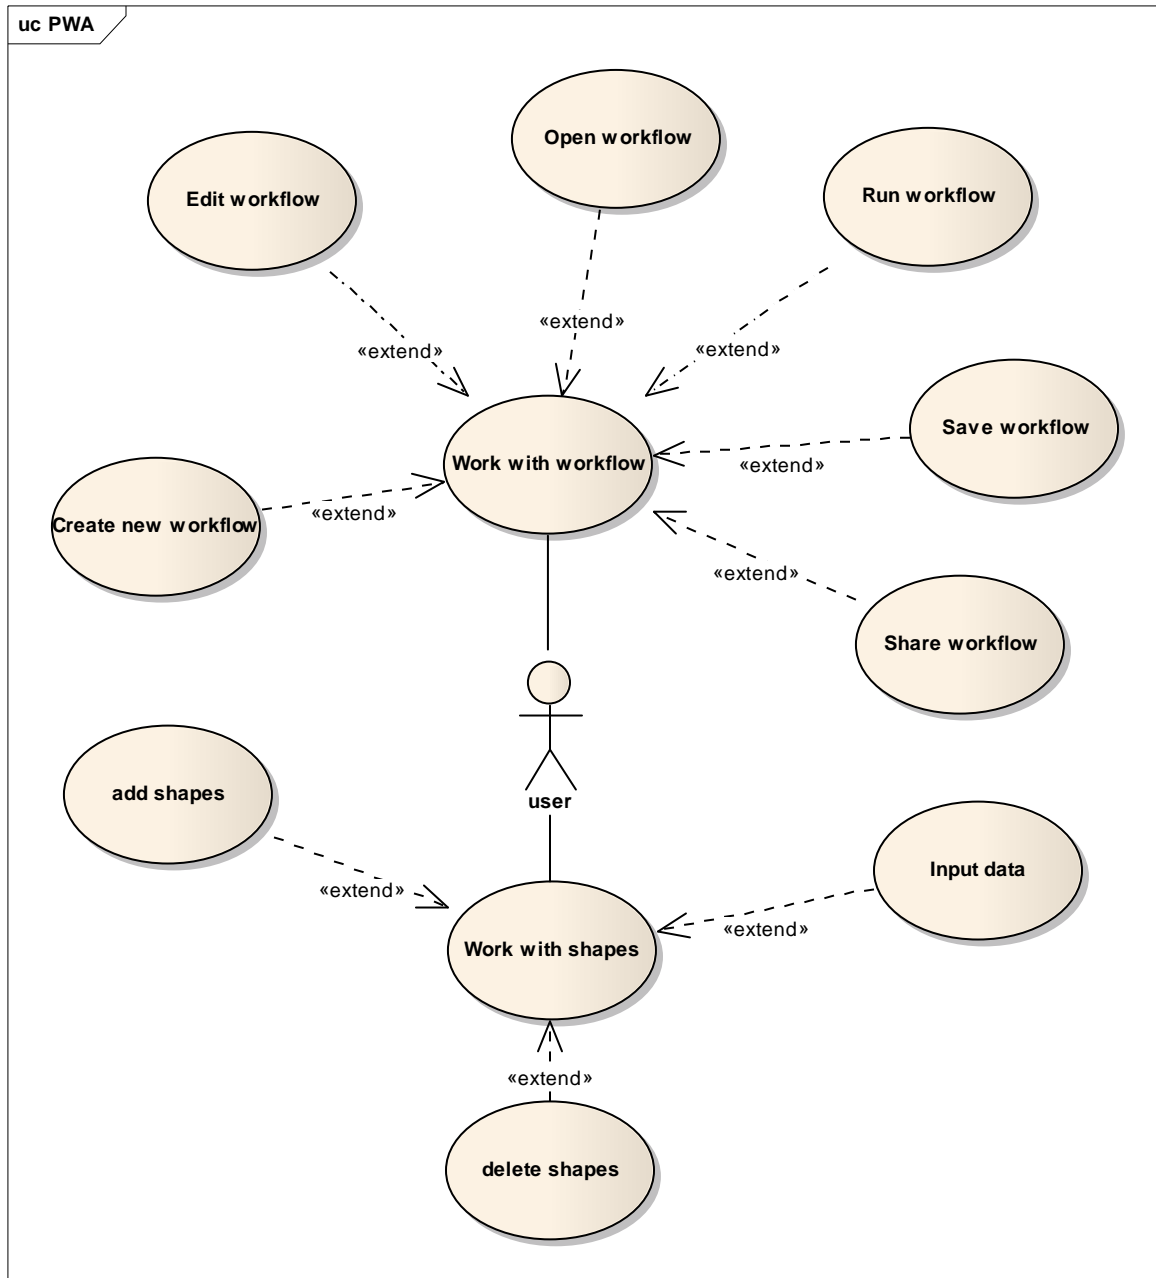 uc PWA
Open workflow
Edit workflow
Run workflow
«extend»
«extend»
«extend»
Save workflow
Work with workflow
«extend»
Create new workflow
«extend»
«extend»
Share workflow
add shapes
user
Input data
«extend»
«extend»
Work with shapes
«extend»
delete shapes